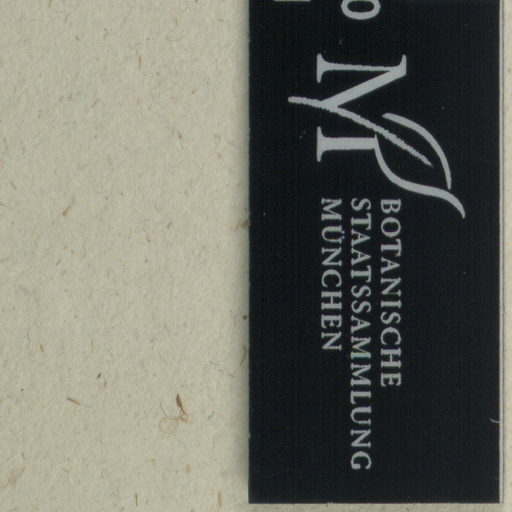 M
BOTANISCHE
STAATSSAMMLUNG
MÜNCHEN